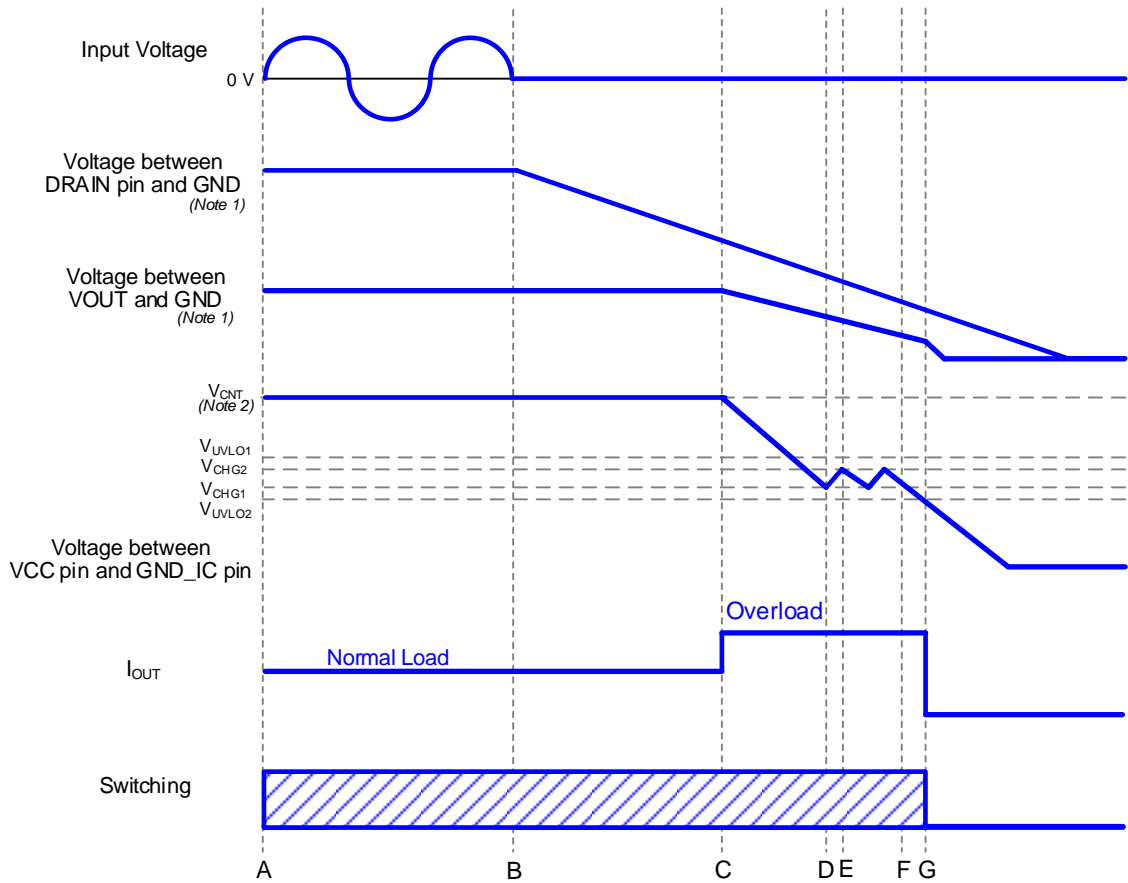 Input Voltage
0 V
Voltage between
DRAIN pin and GND
(Note 1)
Voltage between
VOUT and GND
(Note 1)
VCNT
(Note 2)
VUVLO1
VCHG2
VCHG1
VUVLO2
Voltage between
VCC pin and GND_IC pin
Overload
Normal Load
IOUT
Switching
A B C D E F G